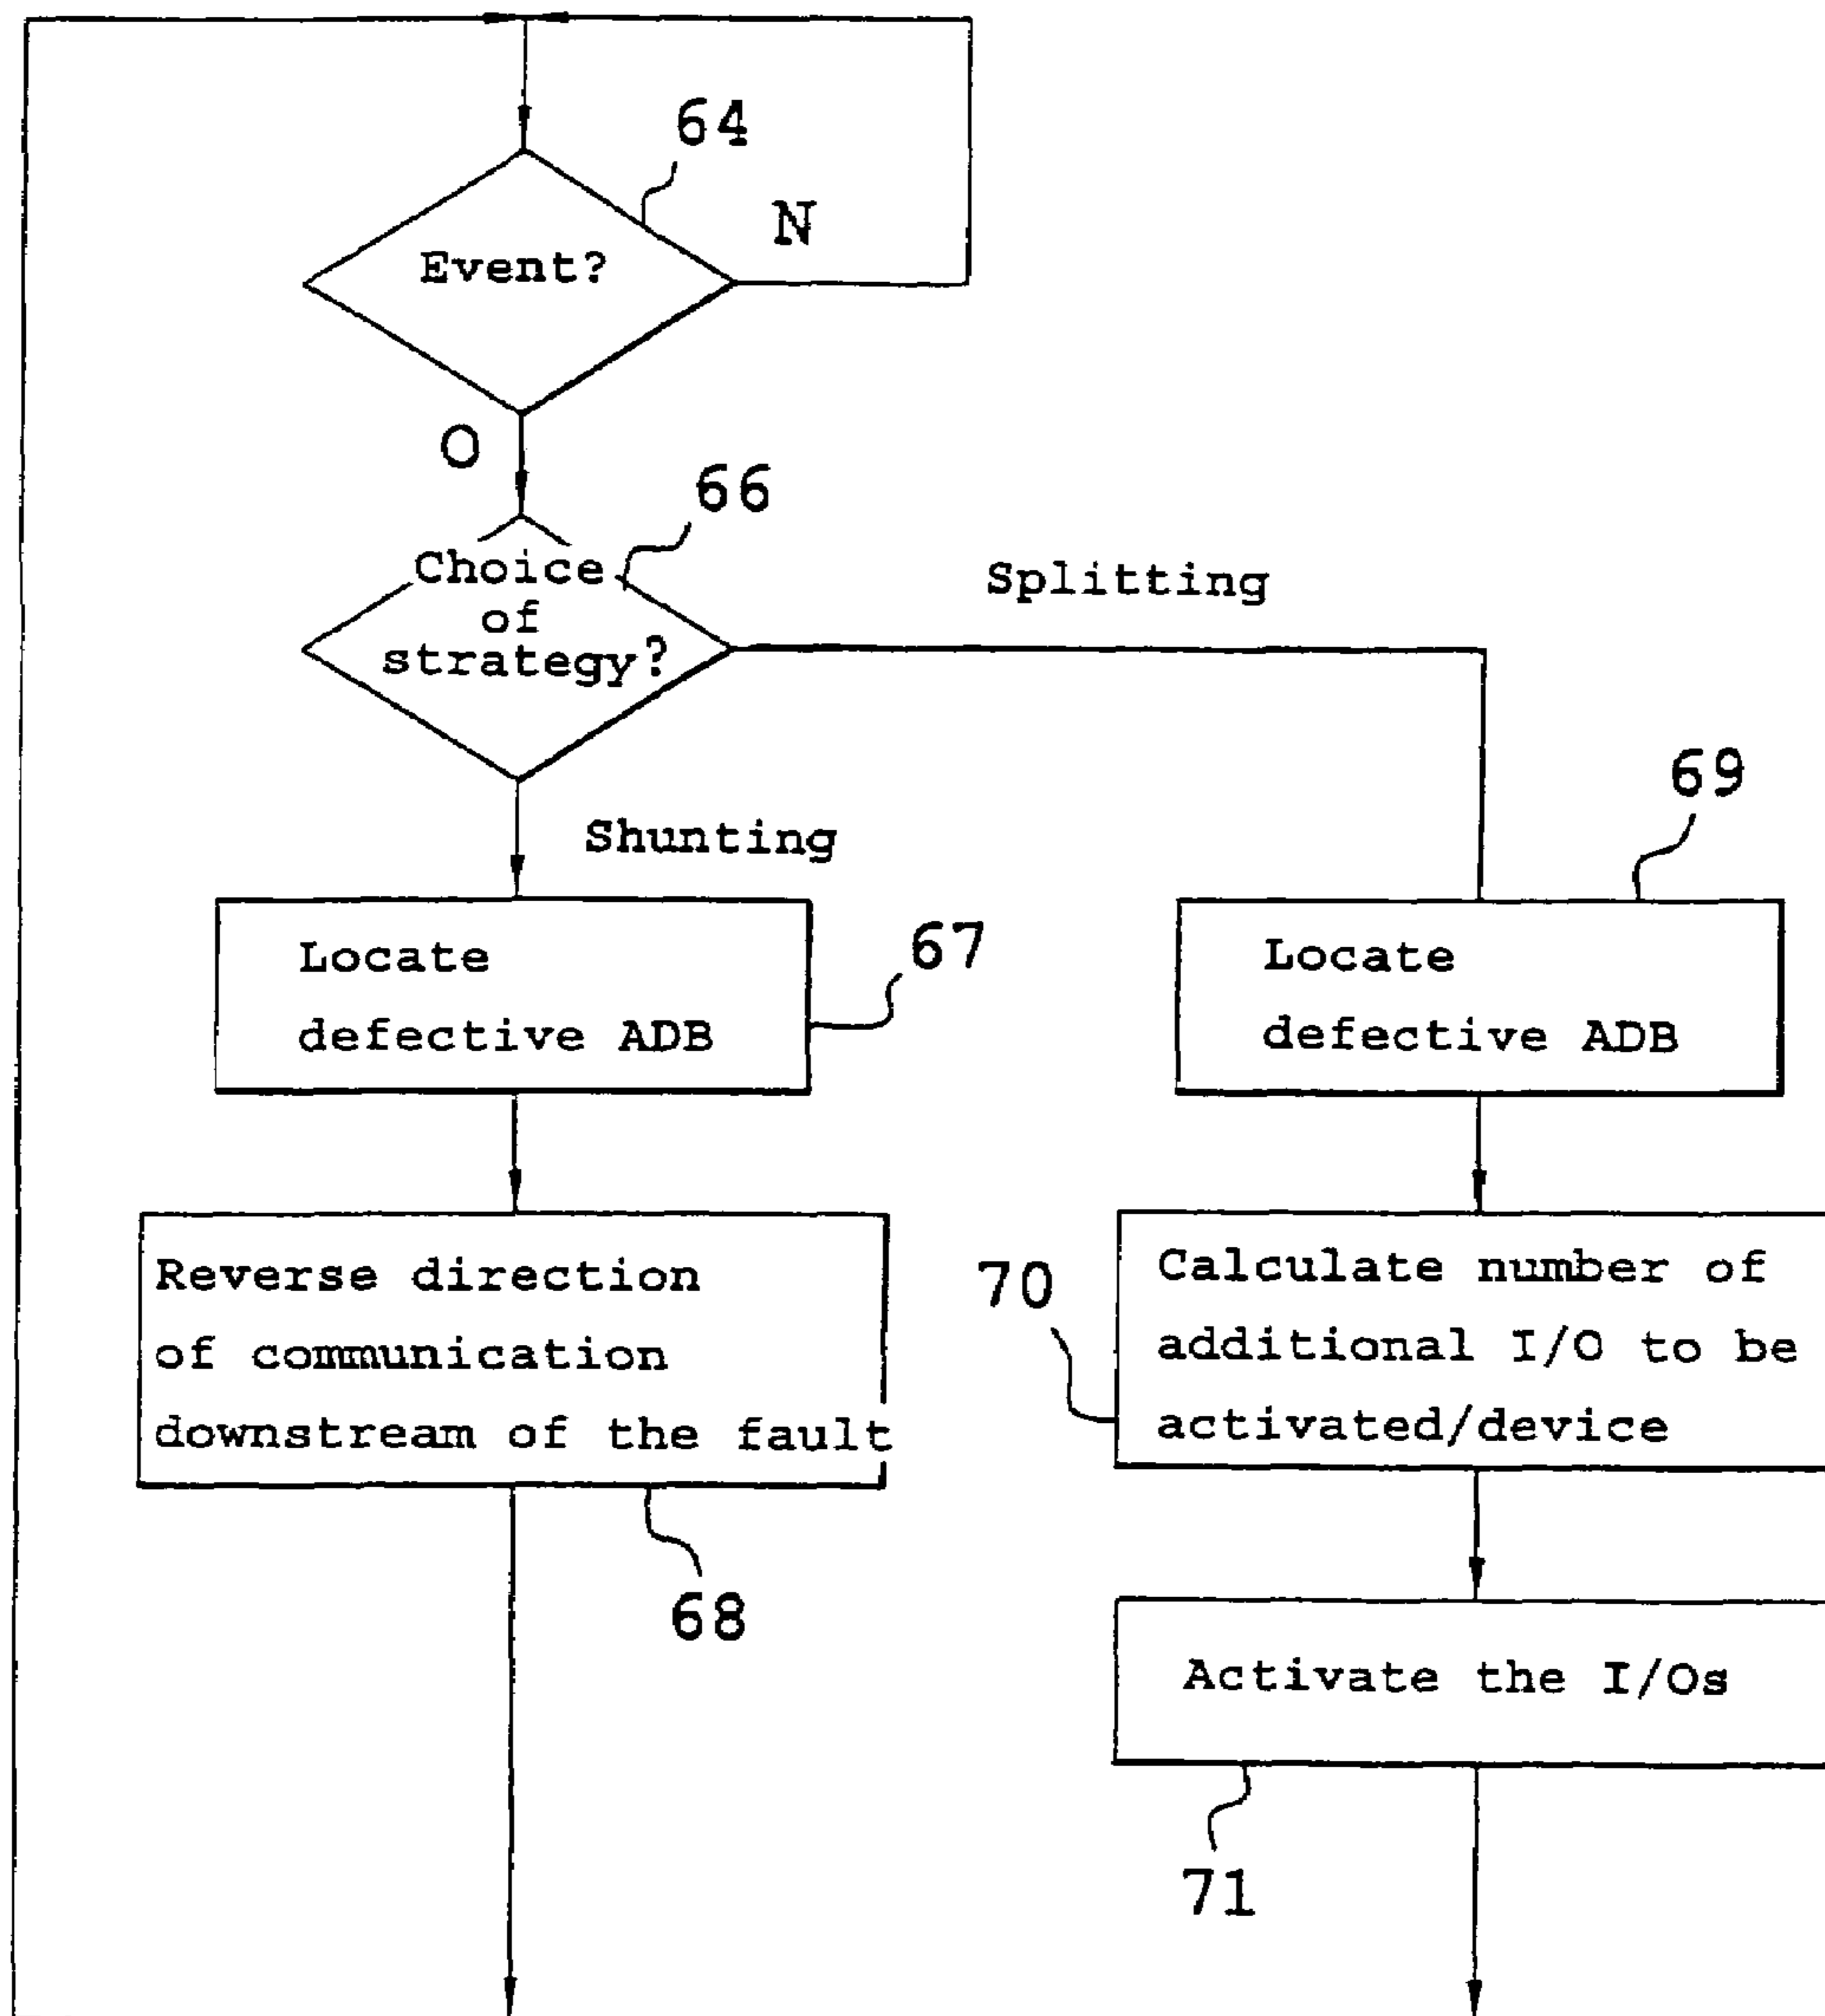 64
N
Event?
O
66
Choice
of
strategy?
Splitting
69
Shunting
Locate
defective ADB
67
Locate
defective ADB
Reverse direction
of communication
downstream of the fault
68
70
Calculate number of
additional I/O to be
activated/device
Activate the I/Os
71